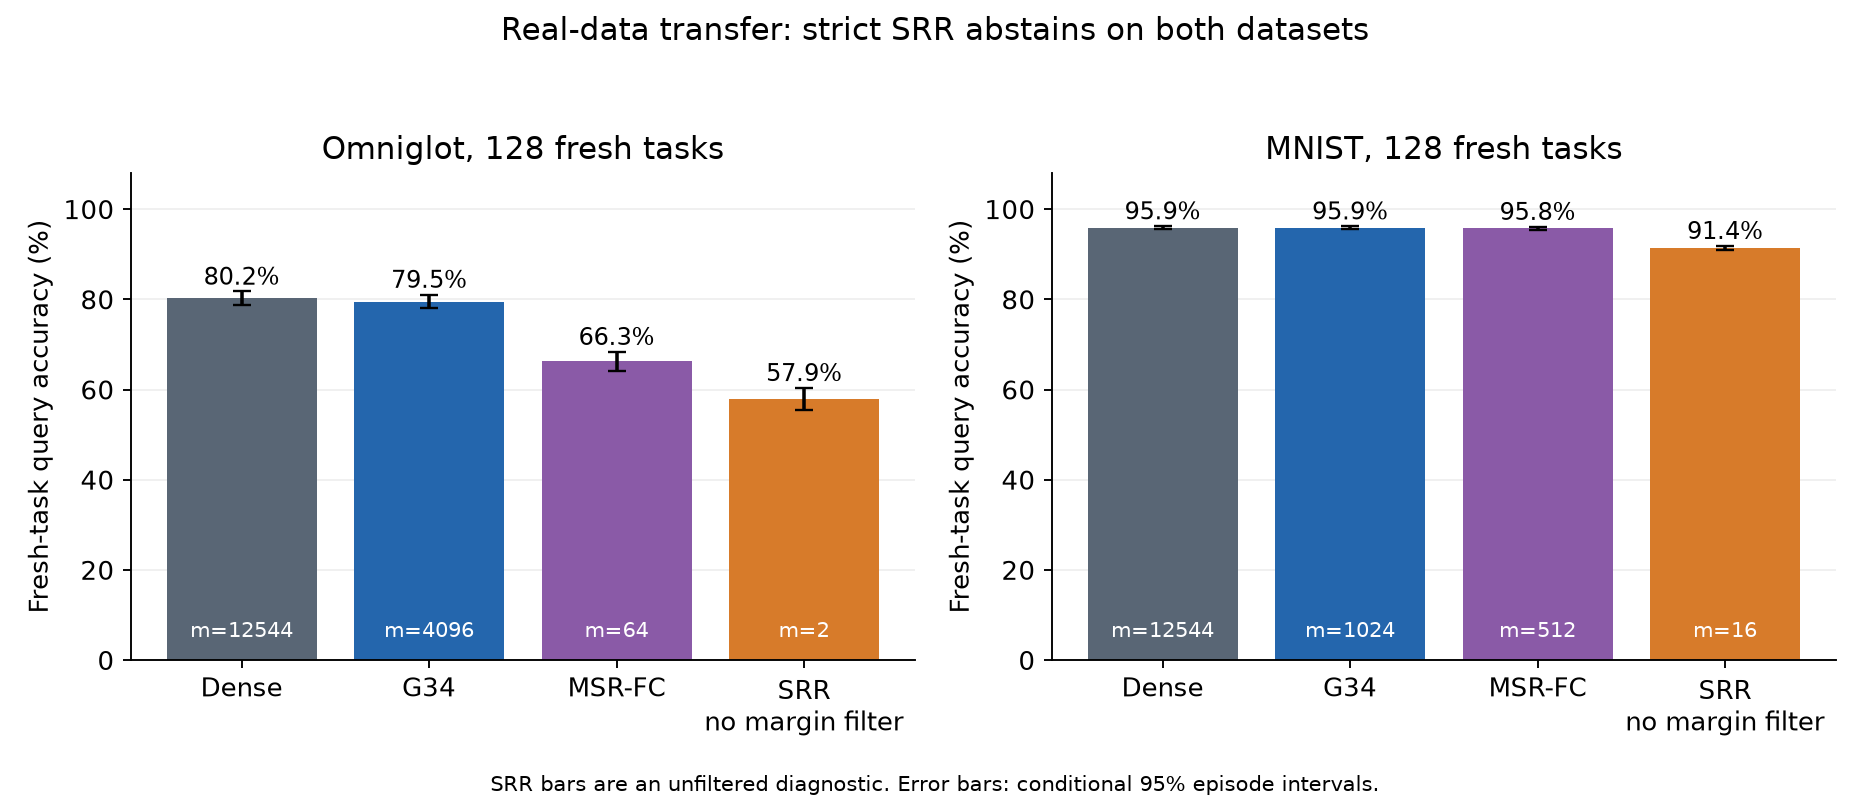 Real-data transfer: strict SRR abstains on both datasets
Omniglot, 128 fresh tasks
Fresh-task query accuracy (%)
100
80
60
40
20
0
80.2%
79.5%
66.3%
57.9%
m=12544
m=4096
m=64
m=2
Dense
G34
MSR-FC
SRR
no margin filter
MNIST, 128 fresh tasks
Fresh-task query accuracy (%)
100
80
60
40
20
0
95.9%
95.9%
95.8%
91.4%
m=12544
m=1024
m=512
m=16
Dense
G34
MSR-FC
SRR
no margin filter
SRR bars are an unfiltered diagnostic. Error bars: conditional 95% episode intervals.